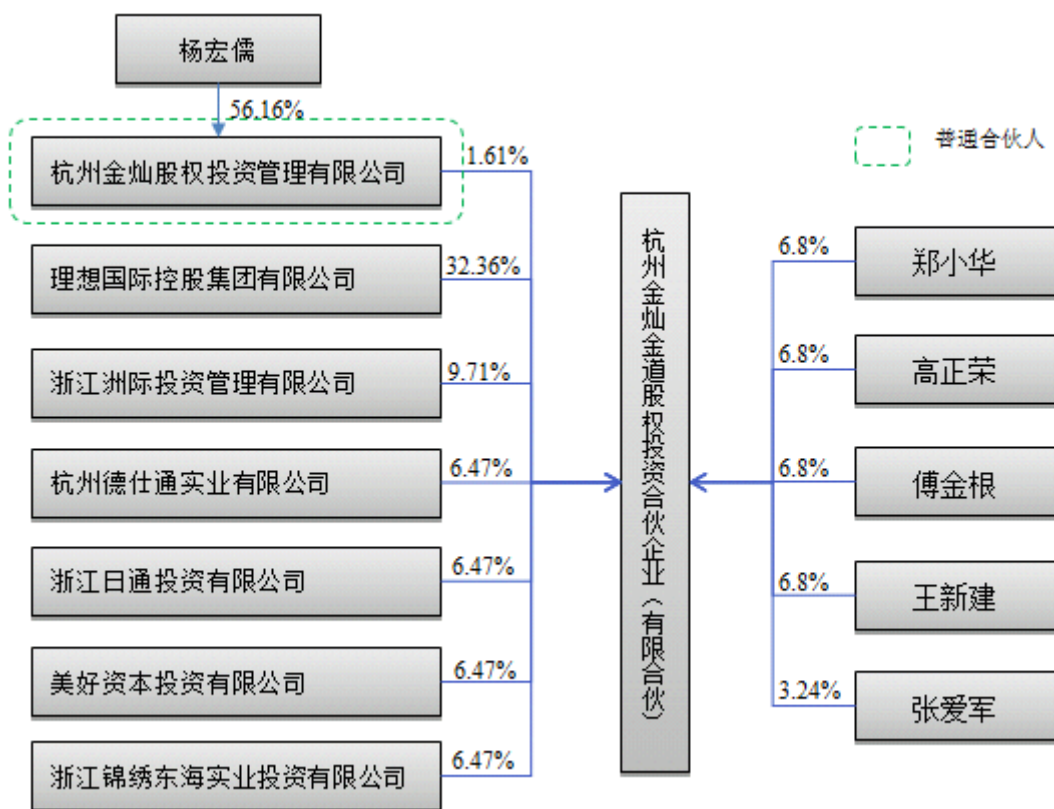 杨宏儒
56.16%
杭州金灿股权投资管理有限公司
1.61%
普通合伙人
理想国际控股集团有限公司
32.36%
浙江洲际投资管理有限公司
9.71%
杭州德仕通实业有限公司
6.47%
浙江日通投资有限公司
6.47%
美好资本投资有限公司
6.47%
浙江锦绣东海实业投资有限公司
6.47%
杭州金灿金道股权投资合伙企业（有限合伙）
6.8%
郑小华
6.8%
高正荣
6.8%
傅金根
6.8%
王新建
3.24%
张爱军